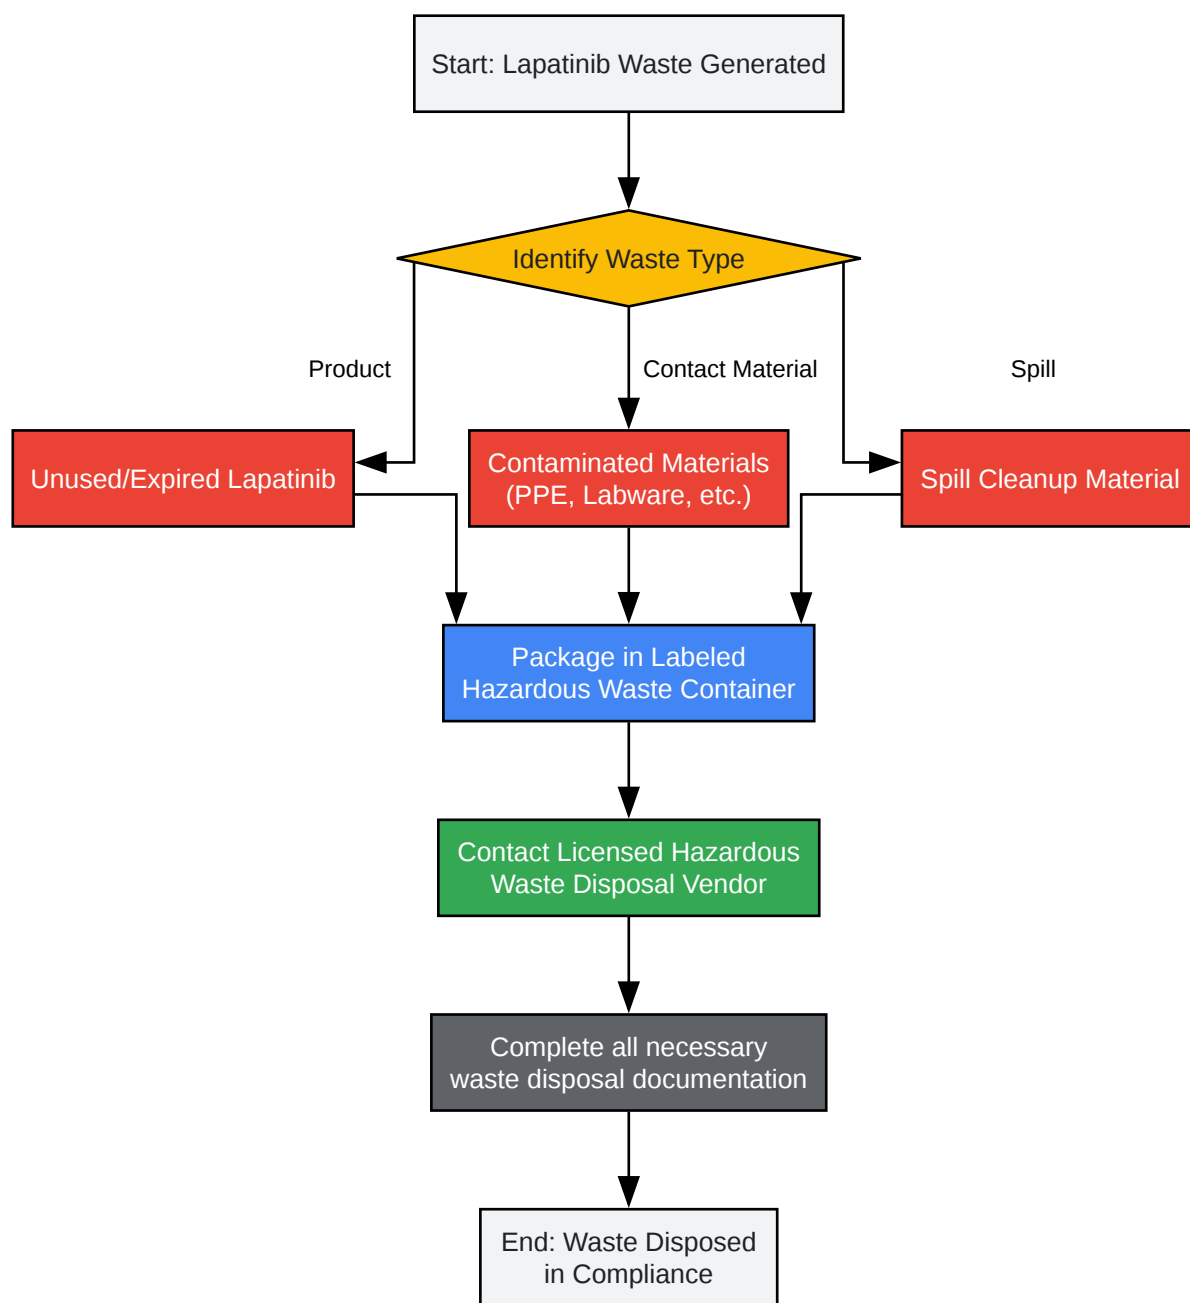 Start: Lapatinib Waste Generated
Identify Waste Type
Product
Contact Material
Spill
Unused/Expired Lapatinib
Contaminated Materials
(PPE, Labware, etc.)
Spill Cleanup Material
Package in Labeled
Hazardous Waste Container
Contact Licensed Hazardous
Waste Disposal Vendor
Complete all necessary
waste disposal documentation
End: Waste Disposed
in Compliance